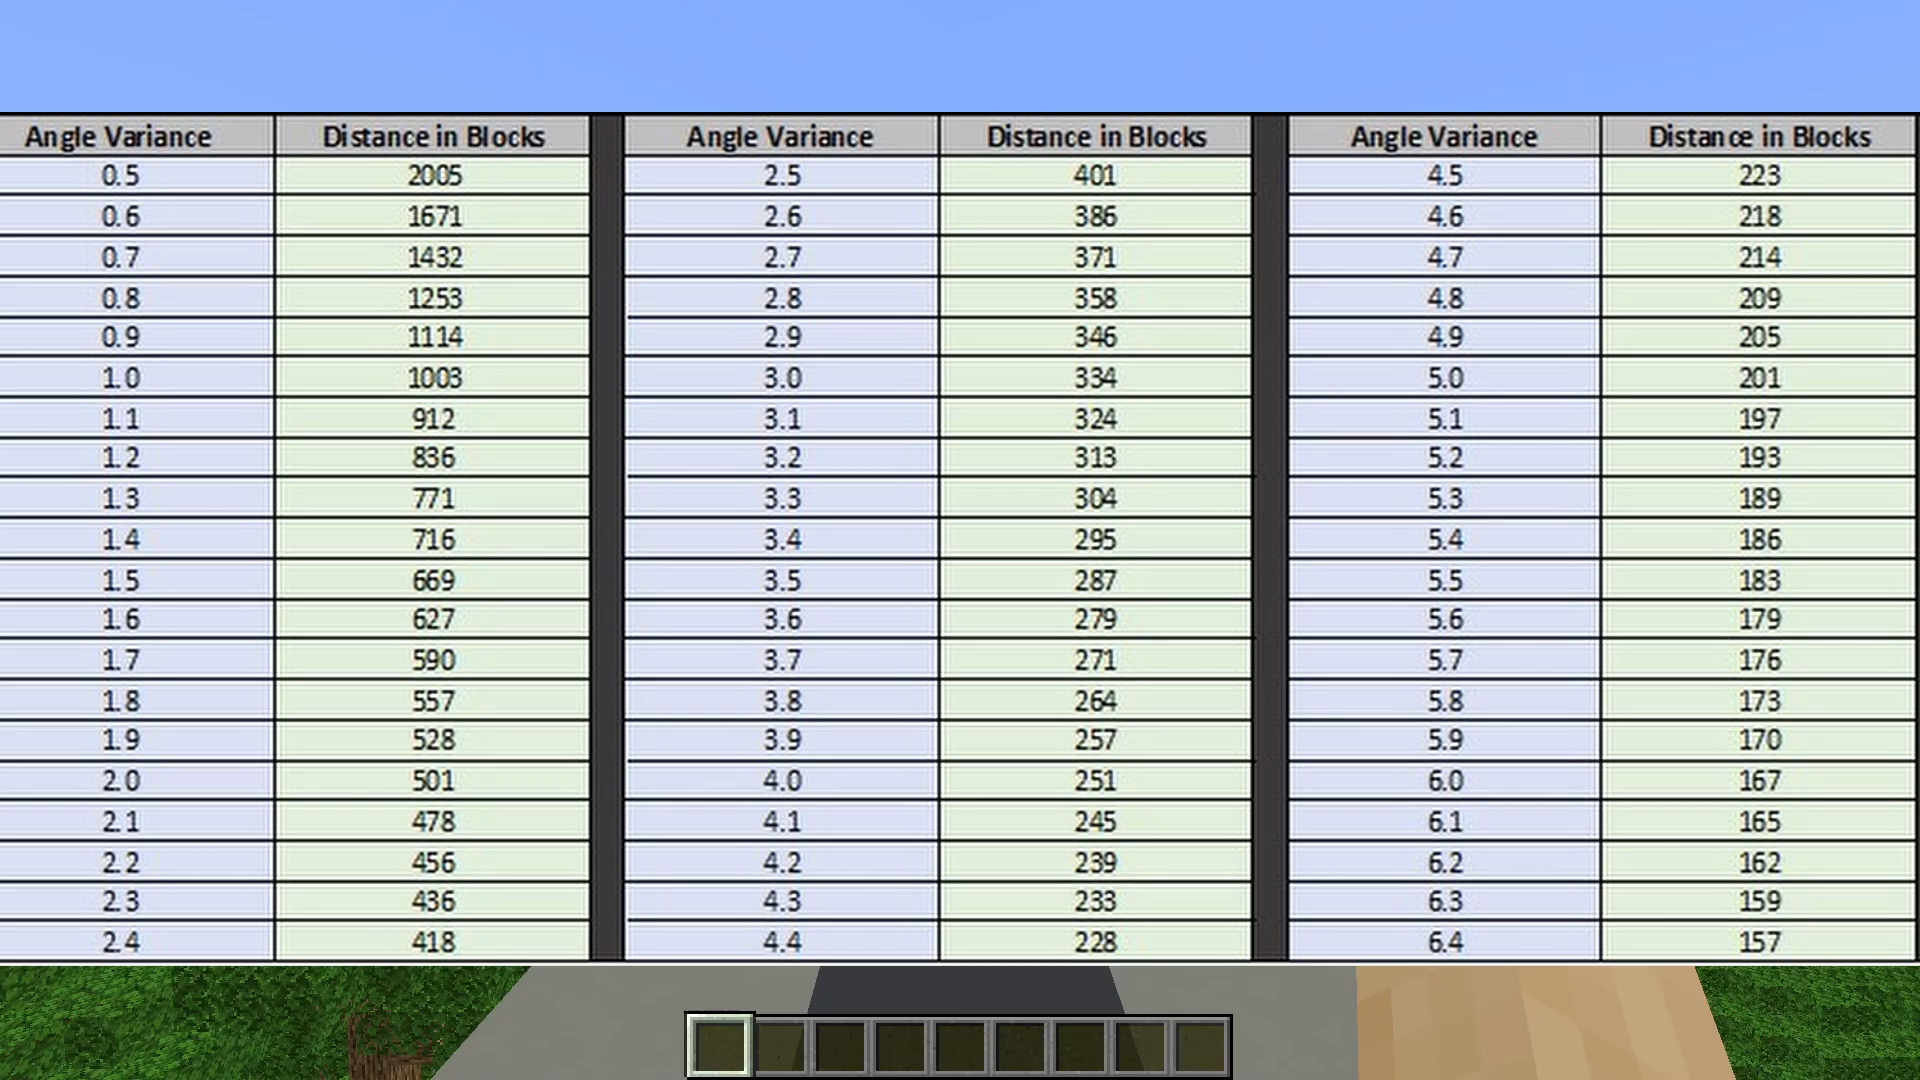 Angle Variance Distance in Blocks Angle Variance Distance in Blocks Angle Variance Distance in Blocks
0.5 2005 2.5 401 4.5 223
0.6 1671 2.6 386 4.6 218
0.7 1432 2.7 371 4.7 214
0.8 1253 2.8 358 4.8 209
0.9 1114 2.9 346 4.9 205
1.0 1003 3.0 334 5.0 201
1.1 912 3.1 324 5.1 197
1.2 836 3.2 313 5.2 193
1.3 771 3.3 304 5.3 189
1.4 716 3.4 295 5.4 186
1.5 669 3.5 287 5.5 183
1.6 627 3.6 279 5.6 179
1.7 590 3.7 271 5.7 176
1.8 557 3.8 264 5.8 173
1.9 528 3.9 257 5.9 170
2.0 501 4.0 251 6.0 167
2.1 478 4.1 245 6.1 165
2.2 456 4.2 239 6.2 162
2.3 436 4.3 233 6.3 159
2.4 418 4.4 228 6.4 157